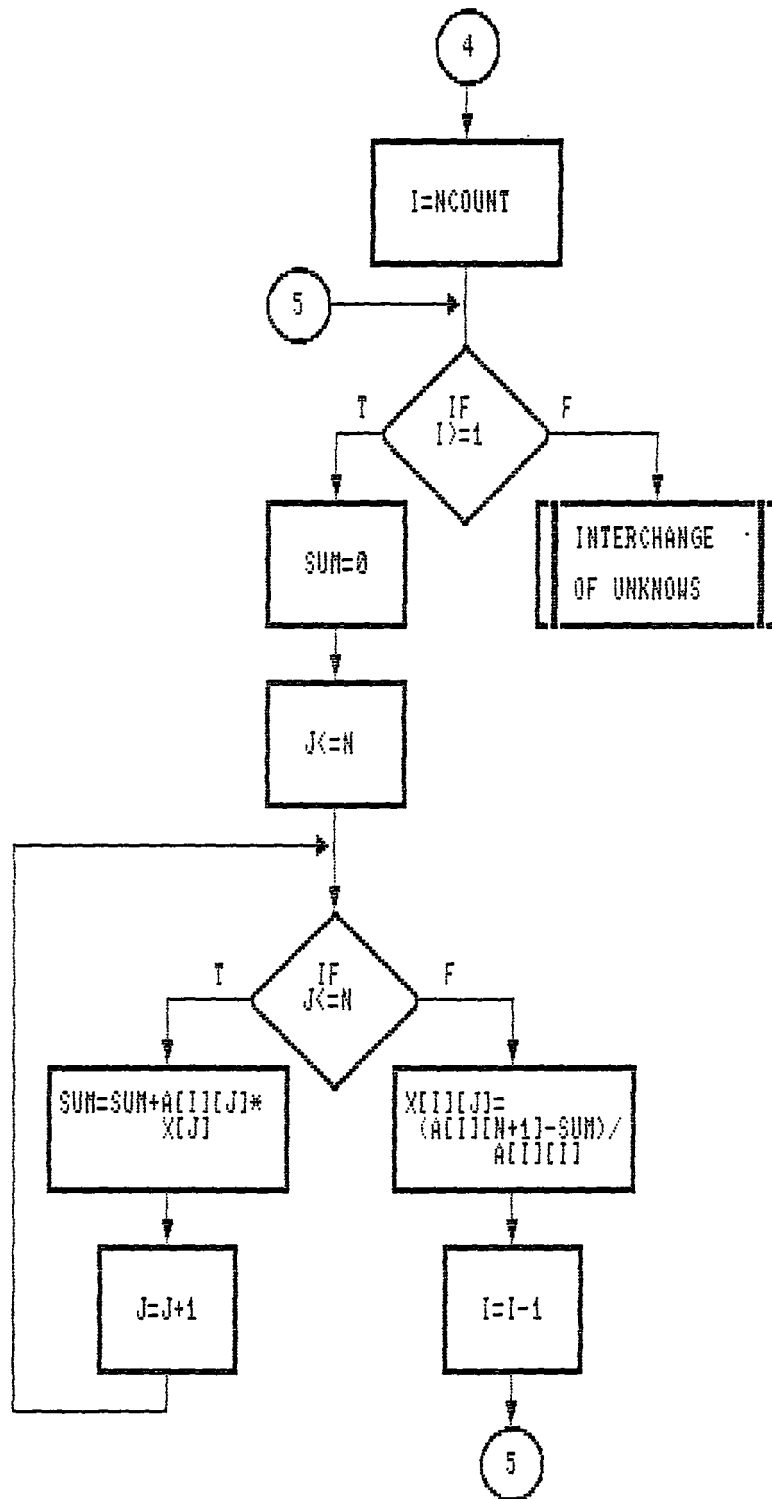 4
I=NCOUNT
5
T
IF
I>=1
F
SUM=0
INTERCHANGE
OF UNKNOWS
J<=N
T
IF
J<=N
F
SUM=SUM+A[I][J]*
X[J]
X[I][J]=
(A[I][N+1]-SUM)/
A[I][I]
J=J+1
I=I-1
5